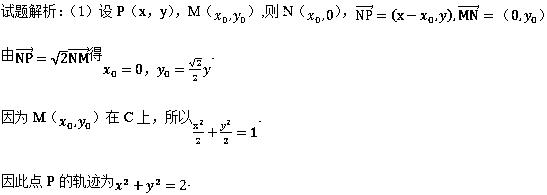 试题解析：（1）设 P（x，y），M（$x_0,y_0$）,则 N（$x_0,0$），$\overrightarrow{NP}=(x-x_0,y),\overrightarrow{MN}=（0,y_0）$
由$\overrightarrow{NP}=\sqrt{2}\overrightarrow{NM}$得$x_0=0，y_0=\frac{\sqrt{2}}{2}y$.
因为 M（$x_0,y_0$）在 C 上，所以$\frac{x^2}{2}+\frac{y^2}{2}=1$.
因此点 P 的轨迹为$x^2+y^2=2$.